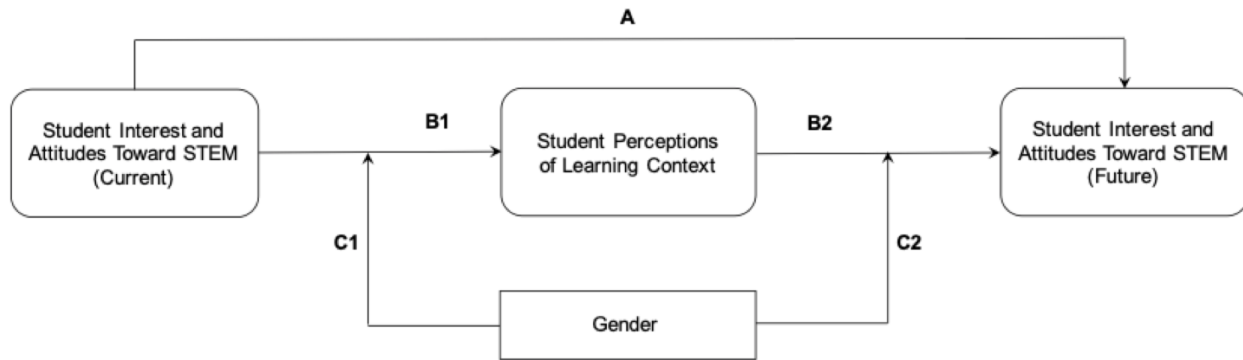 A
Student Interest and
Attitudes Toward STEM
(Current)
B1
Student Perceptions
of Learning Context
B2
Student Interest and
Attitudes Toward STEM
(Future)
C1
C2
Gender